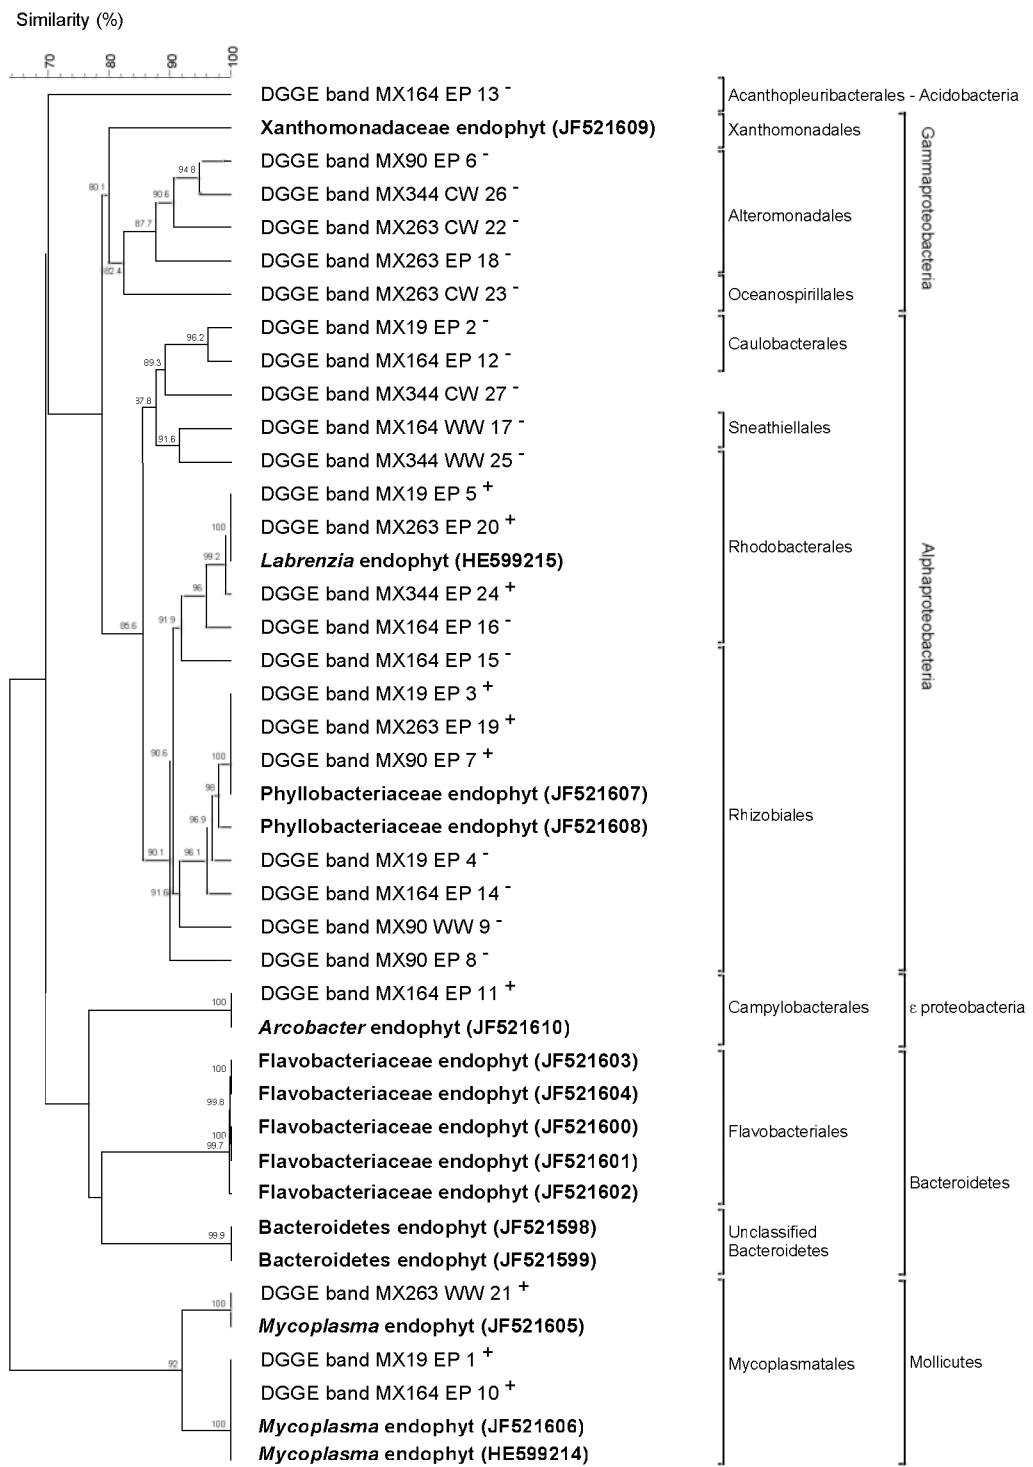 Similarity (%)
70
80
90
100
DGGE band MX164 EP 13 -
Acanthopleuribacterales - Acidobacteria
Xanthomonadaceae endophyt (JF521609)
Xanthomonadales
DGGE band MX90 EP 6 -
94.8
DGGE band MX344 CW 26 -
80.1
90.6
Alteromonadales
Gammaproteobacteria
DGGE band MX263 CW 22 -
87.7
DGGE band MX263 EP 18 -
82.4
DGGE band MX263 CW 23 -
Oceanospirillales
DGGE band MX19 EP 2 -
96.2
Caulobacterales
DGGE band MX164 EP 12 -
89.3
DGGE band MX344 CW 27 -
87.8
DGGE band MX164 WW 17 -
Sneathiellales
91.6
DGGE band MX344 WW 25 -
DGGE band MX19 EP 5 +
DGGE band MX263 EP 20 +
100
Rhodobacterales
99.2
Labrenzia endophyt (HE599215)
DGGE band MX344 EP 24 +
96
DGGE band MX164 EP 16 -
91.9
85.6
Alphaproteobacteria
DGGE band MX164 EP 15 -
DGGE band MX19 EP 3 +
DGGE band MX263 EP 19 +
DGGE band MX90 EP 7 +
90.6
100
Phyllobacteriaceae endophyt (JF521607)
98
Rhizobiales
Phyllobacteriaceae endophyt (JF521608)
96.9
DGGE band MX19 EP 4 -
90.1
96.1
DGGE band MX164 EP 14 -
91.6
DGGE band MX90 WW 9 -
DGGE band MX90 EP 8 -
DGGE band MX164 EP 11 +
100
Campylobacterales
ε proteobacteria
Arcobacter endophyt (JF521610)
Flavobacteriaceae endophyt (JF521603)
100
Flavobacteriaceae endophyt (JF521604)
99.8
Flavobacteriaceae endophyt (JF521600)
100
Flavobacteriales
99.7
Flavobacteriaceae endophyt (JF521601)
Flavobacteriaceae endophyt (JF521602)
Bacteroidetes
Bacteroidetes endophyt (JF521598)
99.9
Unclassified
Bacteroidetes
Bacteroidetes endophyt (JF521599)
DGGE band MX263 WW 21 +
100
Mycoplasma endophyt (JF521605)
DGGE band MX19 EP 1 +
92
Mycoplasmatales
Mollicutes
DGGE band MX164 EP 10 +
Mycoplasma endophyt (JF521606)
100
Mycoplasma endophyt (HE599214)